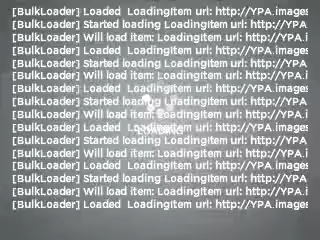 [BulkLoader] Loaded LoadingItem url: http://YPA.images
[BulkLoader] Started loading LoadingItem url: http://YPA
[BulkLoader] Will load item: LoadingItem url: http://YPA.i
[BulkLoader] Loaded LoadingItem url: http://YPA.images
[BulkLoader] Started loading LoadingItem url: http://YPA
[BulkLoader] Will load item: LoadingItem url: http://YPA.i
[BulkLoader] Loaded LoadingItem url: http://YPA.images
[BulkLoader] Started loading LoadingItem url: http://YPA
[BulkLoader] Will load item: LoadingItem url: http://YPA.i
[BulkLoader] Loaded LoadingItem url: http://YPA.images
LOADING
[BulkLoader] Started loading LoadingItem url: http://YPA
[BulkLoader] Will load item: LoadingItem url: http://YPA.i
[BulkLoader] Loaded LoadingItem url: http://YPA.images
[BulkLoader] Started loading LoadingItem url: http://YPA
[BulkLoader] Will load item: LoadingItem url: http://YPA.i
[BulkLoader] Loaded LoadingItem url: http://YPA.images